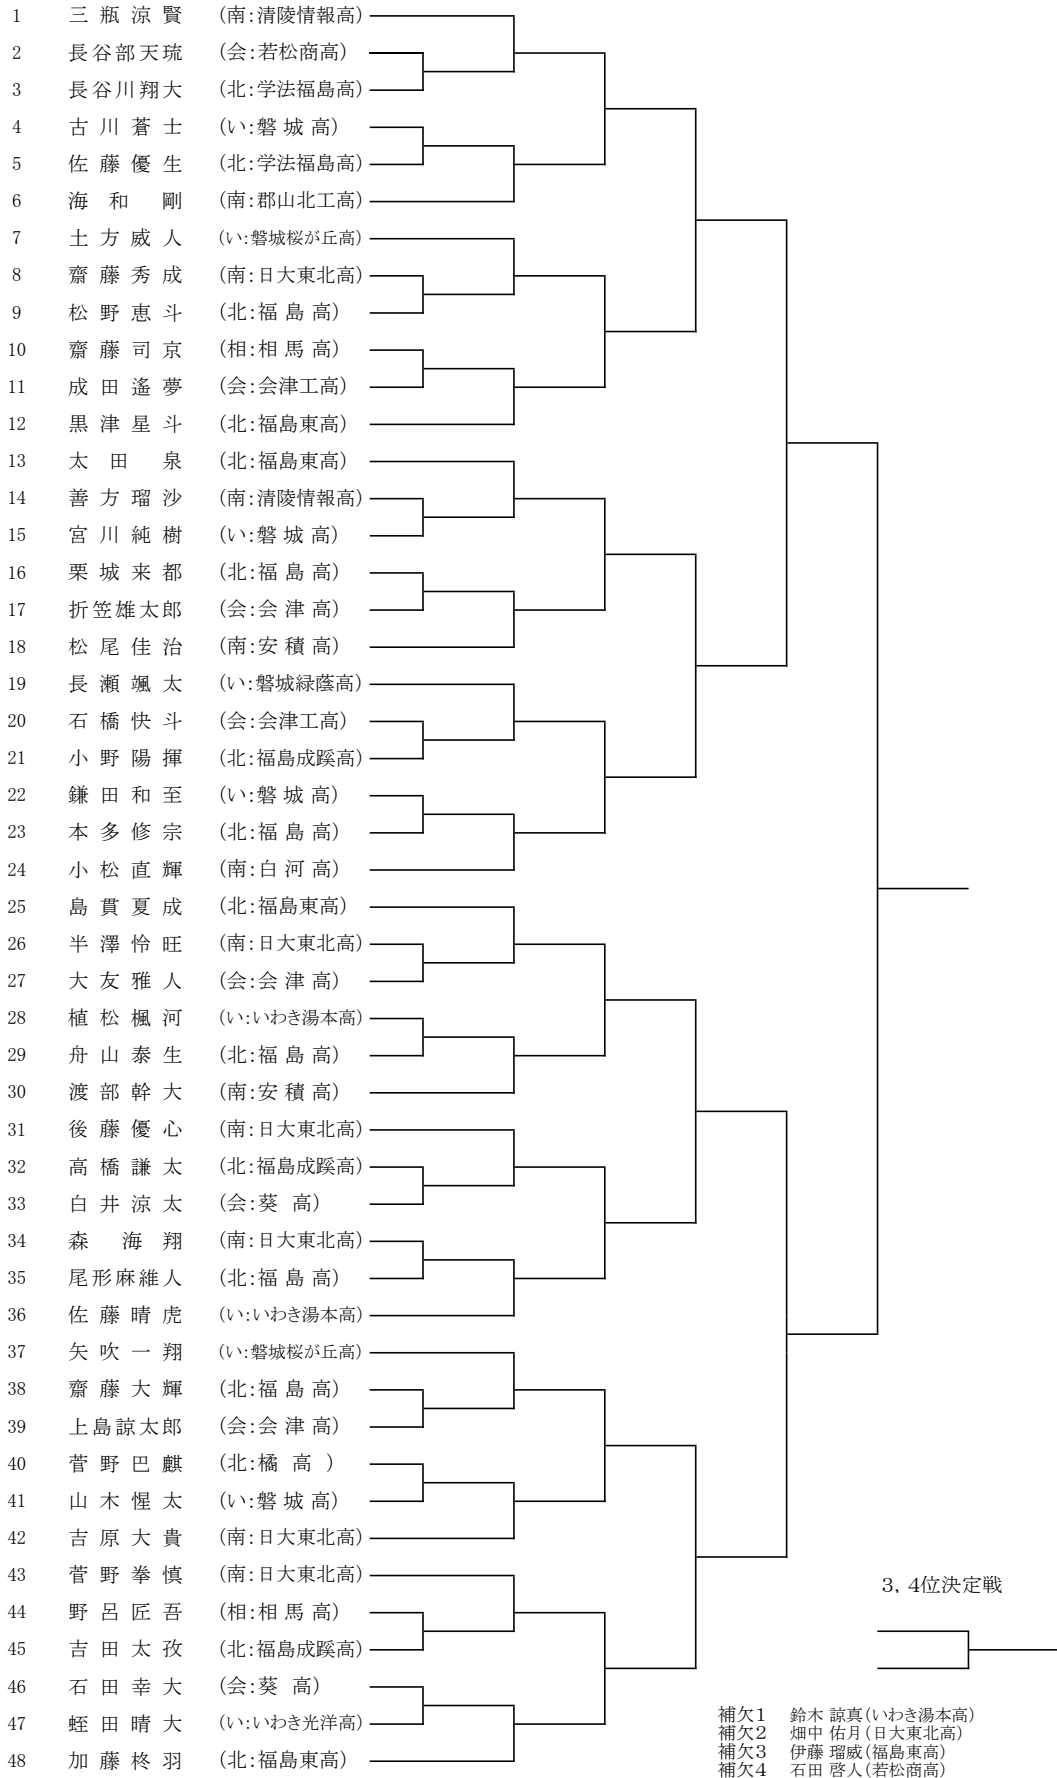 1 三瓶涼賢 (南:清陵情報高)
2 長谷部天琉 (会:若松商高)
3 長谷川翔大 (北:学法福島高)
4 古川蒼士 (い:磐城高)
5 佐藤優生 (北:学法福島高)
6 海和 剛 (南:郡山北工高)
7 土方威人 (い:磐城桜が丘高)
8 齋藤秀成 (南:日大東北高)
9 松野恵斗 (北:福島高)
10 齋藤司京 (相:相馬高)
11 成田遙夢 (会:会津工高)
12 黒津星斗 (北:福島東高)
13 太田 泉 (北:福島東高)
14 善方瑠沙 (南:清陵情報高)
15 宮川純樹 (い:磐城高)
16 栗城来都 (北:福島高)
17 折笠雄太郎 (会:会津高)
18 松尾佳治 (南:安積高)
19 長瀬颯太 (い:磐城緑蔭高)
20 石橋快斗 (会:会津工高)
21 小野陽揮 (北:福島成蹊高)
22 鎌田和至 (い:磐城高)
23 本多修宗 (北:福島高)
24 小松直輝 (南:白河高)
25 島貫夏成 (北:福島東高)
26 半澤怜旺 (南:日大東北高)
27 大友雅人 (会:会津高)
28 植松楓河 (い:いわき湯本高)
29 舟山泰生 (北:福島高)
30 渡部幹大 (南:安積高)
31 後藤優心 (南:日大東北高)
32 高橋謙太 (北:福島成蹊高)
33 白井涼太 (会:葵高)
34 森 海翔 (南:日大東北高)
35 尾形麻維人 (北:福島高)
36 佐藤晴虎 (い:いわき湯本高)
37 矢吹一翔 (い:磐城桜が丘高)
38 齋藤大輝 (北:福島高)
39 上島諒太郎 (会:会津高)
40 菅野巴麒 (北:橘高)
41 山木惺太 (い:磐城高)
42 吉原大貴 (南:日大東北高)
43 菅野拳慎 (南:日大東北高)
44 野呂匠吾 (相:相馬高)
45 吉田太孜 (北:福島成蹊高)
46 石田幸大 (会:葵高)
47 蛭田晴大 (い:いわき光洋高)
48 加藤柊羽 (北:福島東高)
3，4位決定戦
補欠1 鈴木 諒真(いわき湯本高)
補欠2 畑中 佑月(日大東北高)
補欠3 伊藤 瑠威(福島東高)
補欠4 石田 啓人(若松商高)